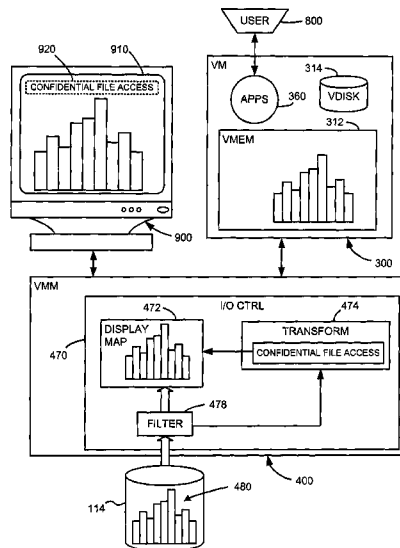 USER
800
920
910
CONFIDENTIAL FILE ACCESS
VM
314
APPS
360
VDISK
312
VMEM
900
300
VMM
I/O CTRL
472
474
470
DISPLAY
MAP
TRANSFORM
CONFIDENTIAL FILE ACCESS
478
FILTER
400
114
480